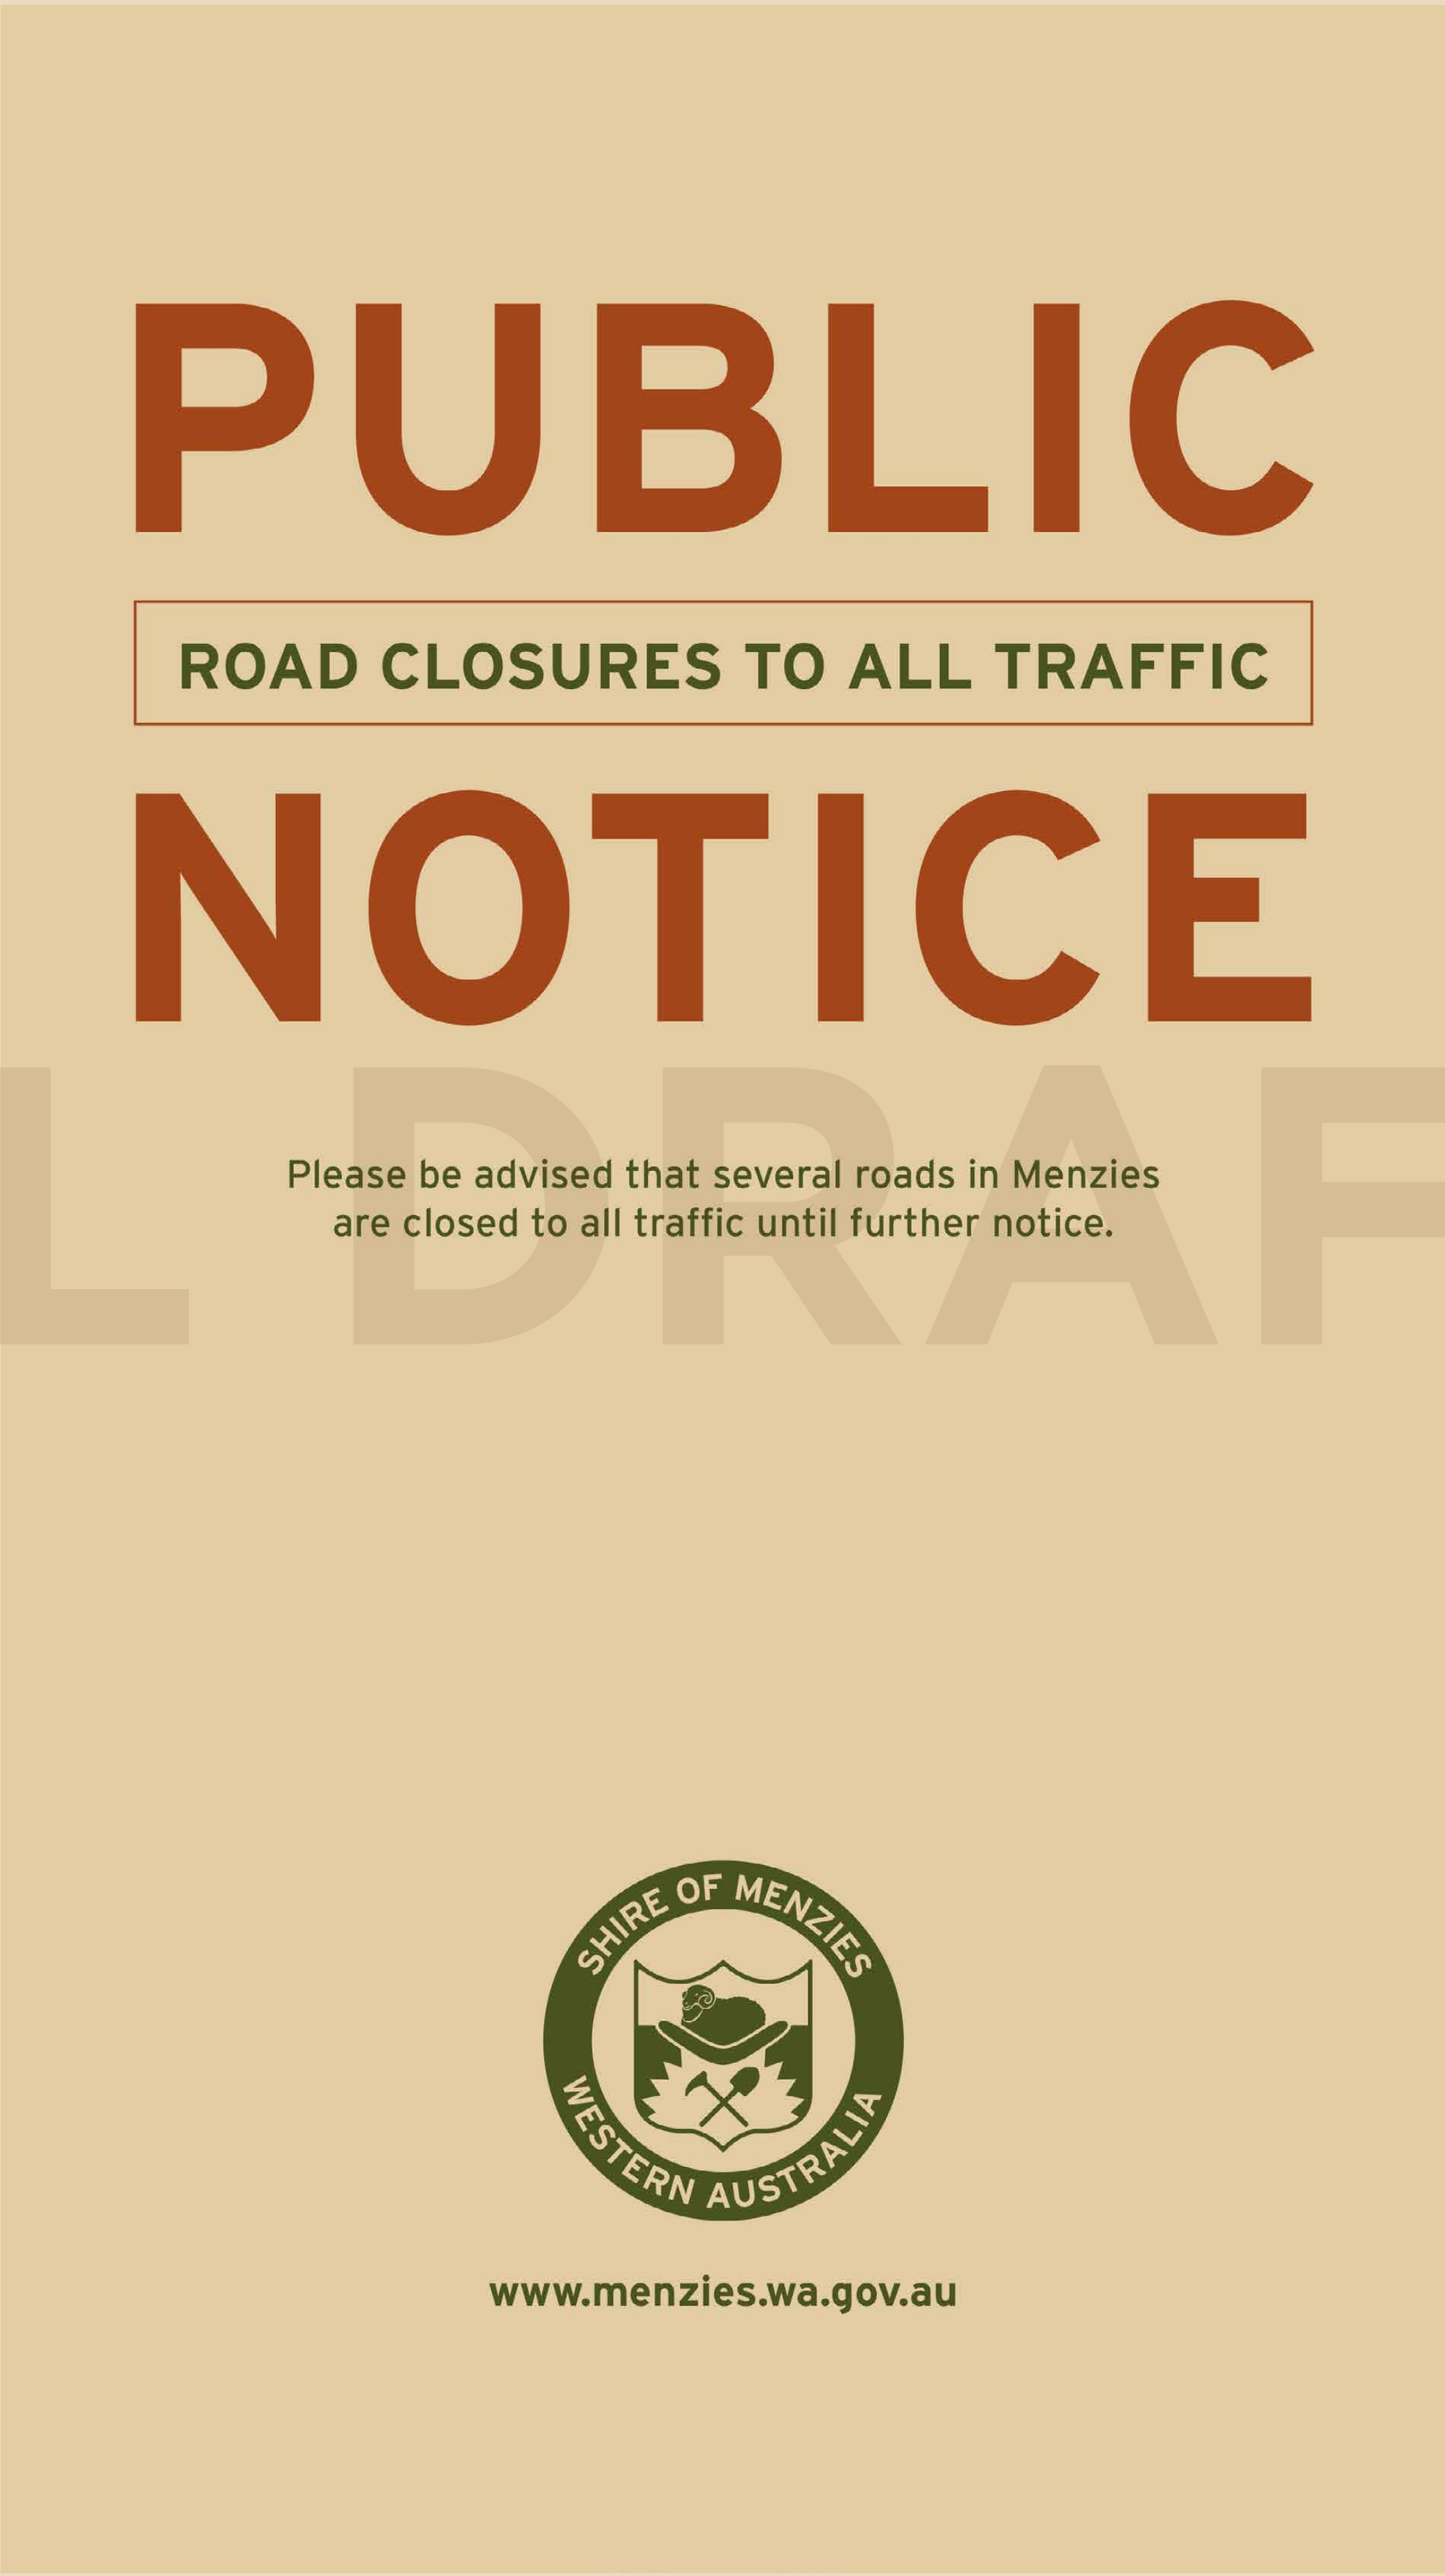 PUBLIC
ROAD CLOSURES TO ALL TRAFFIC
NOTICE
L DRAF
Please be advised that several roads in Menzies
are closed to all traffic until further notice.
SHIRE OF MENZIES
WESTERN AUSTRALIA
www.menzies.wa.gov.au